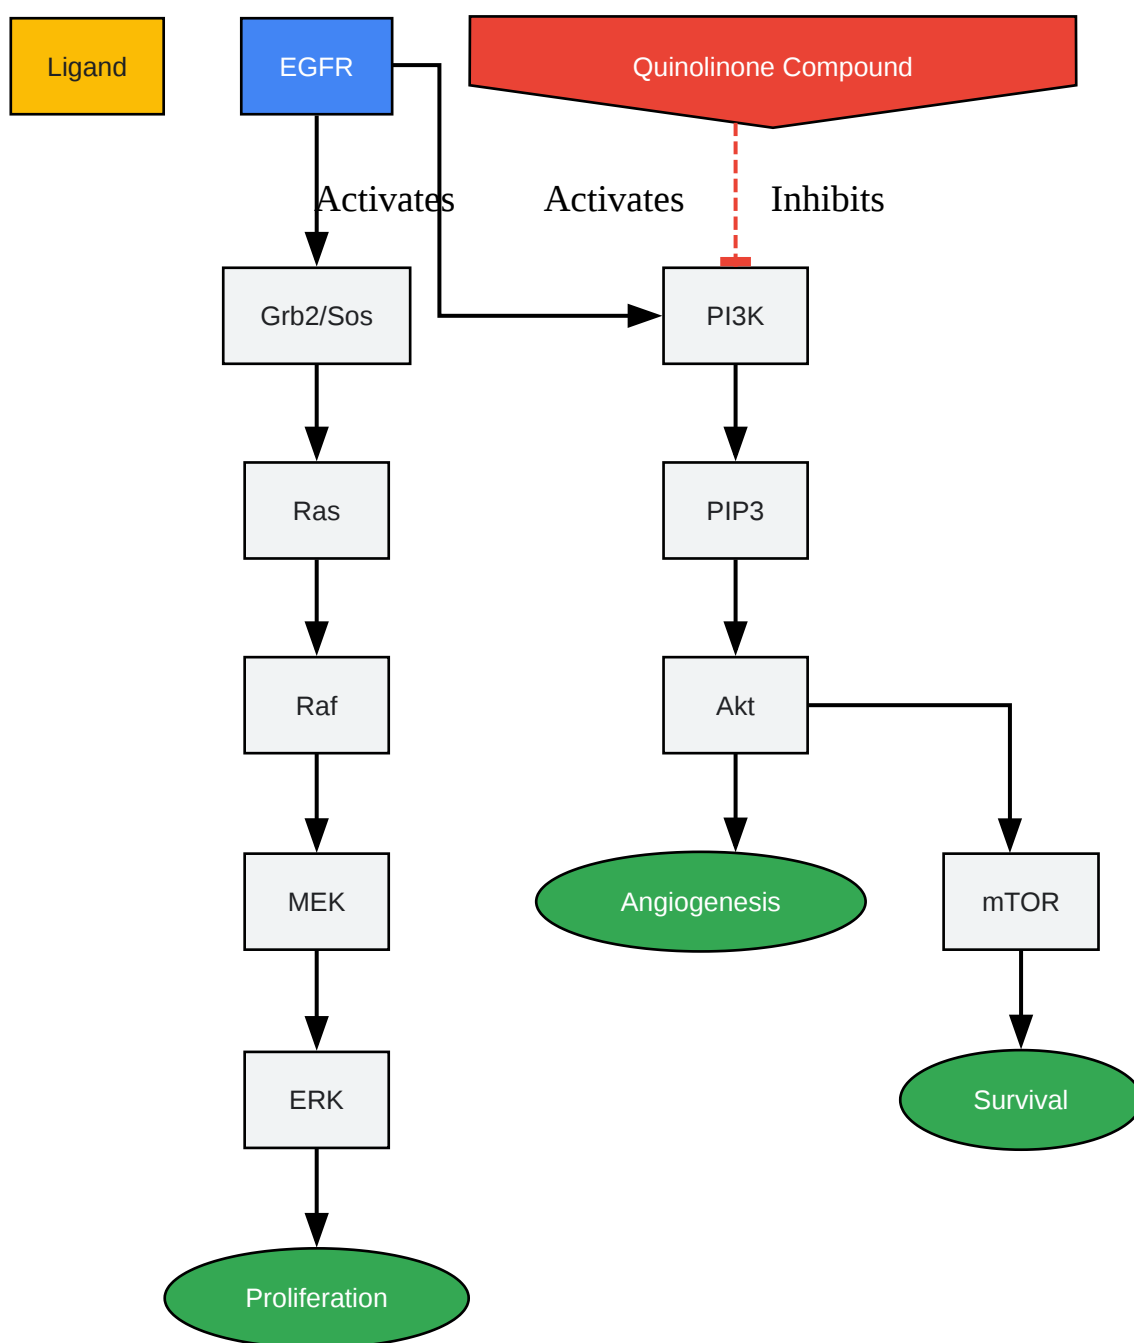 Ligand
EGFR
Quinolinone Compound
Activates
Activates
Inhibits
Grb2/Sos
PI3K
Ras
PIP3
Raf
Akt
MEK
Angiogenesis
mTOR
ERK
Survival
Proliferation